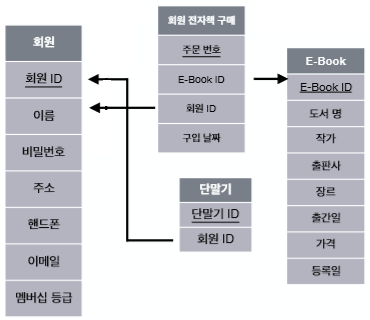 회원
회원 ID
이름
비밀번호
주소
핸드폰
이메일
멤버십 등급
회원 전자책 구매
주문 번호
E-Book ID
회원 ID
구입 날짜
단말기
단말기 ID
회원 ID
E-Book
E-Book ID
도서 명
작가
출판사
장르
출간일
가격
등록일